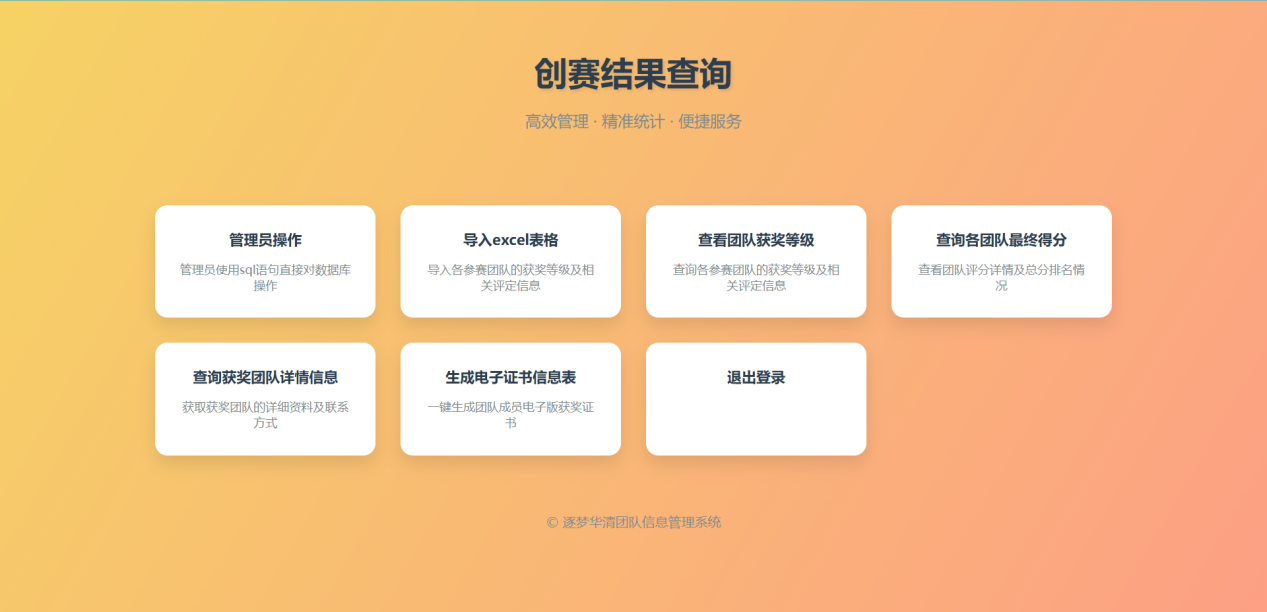 创赛结果查询
高效管理 · 精准统计 · 便捷服务
管理员操作
管理员使用sql语句直接对数据库
操作
导入excel表格
导入各参赛团队的获奖等级及相
关评定信息
查看团队获奖等级
查询各参赛团队的获奖等级及相
关评定信息
查询各团队最终得分
查看团队评分详情及总分排名情
况
查询获奖团队详情信息
获取获奖团队的详细资料及联系
方式
生成电子证书信息表
一键生成团队成员电子版获奖证
书
退出登录
© 逐梦华清团队信息管理系统